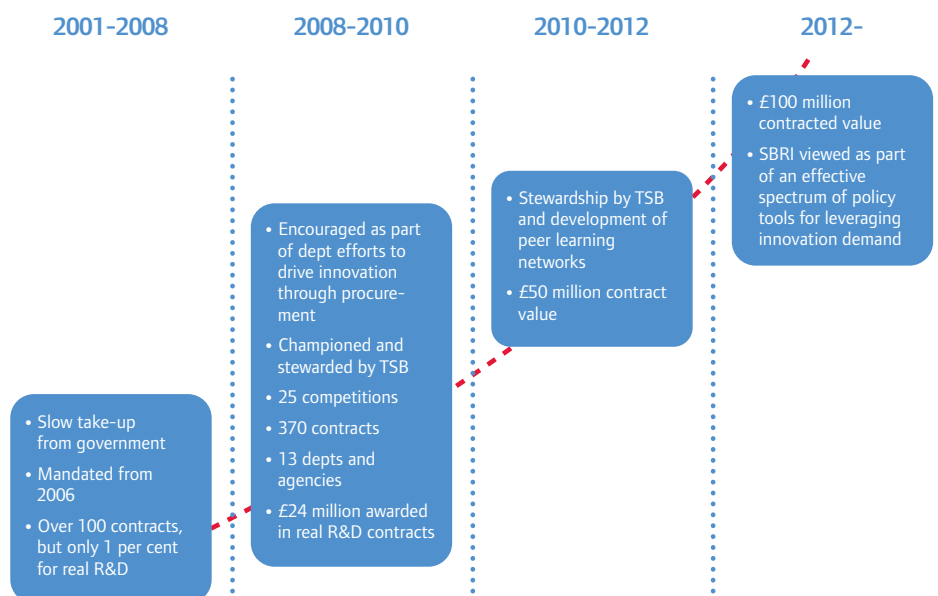 2001-2008
2008-2010
2010-2012
2012-
• Slow take-up
from government
• Mandated from
2006
• Over 100 contracts,
but only 1 per cent
for real R&D
• Encouraged as part
of dept efforts to
drive innovation
through procure-
ment
• Championed and
stewarded by TSB
• 25 competitions
• 370 contracts
• 13 depts and
agencies
• £24 million awarded
in real R&D contracts
• Stewardship by TSB
and development of
peer learning
networks
• £50 million contract
value
• £100 million
contracted value
• SBRI viewed as part
of an effective
spectrum of policy
tools for leveraging
innovation demand